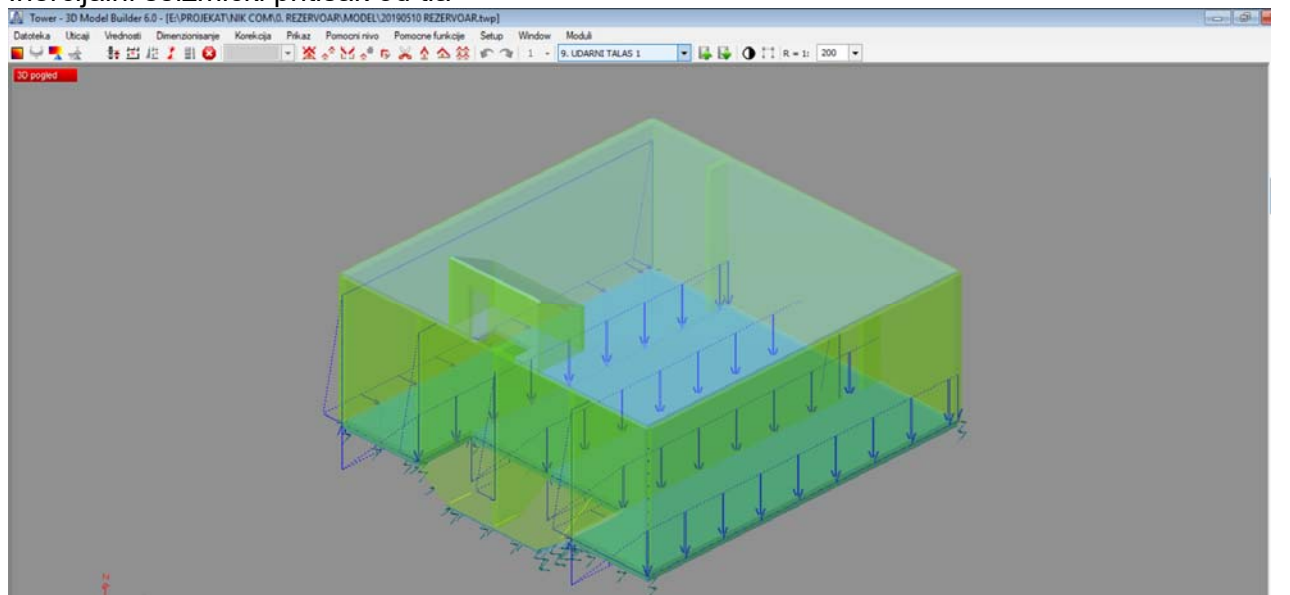 Tower - 3D Model Builder 6.0 - [E:\PROJEKAT\NIK COM\0. REZERVOAR\MODEL\20190510 REZERVOAR.twp]
Datoteka Uticaji Vrednosti Dimenzionisanje Korekcija Prikaz Pomocni nivo Pomocne funkcije Setup Window Moduli
1 9. UDARNI TALAS 1 R = 1: 200
3D pogled
Z